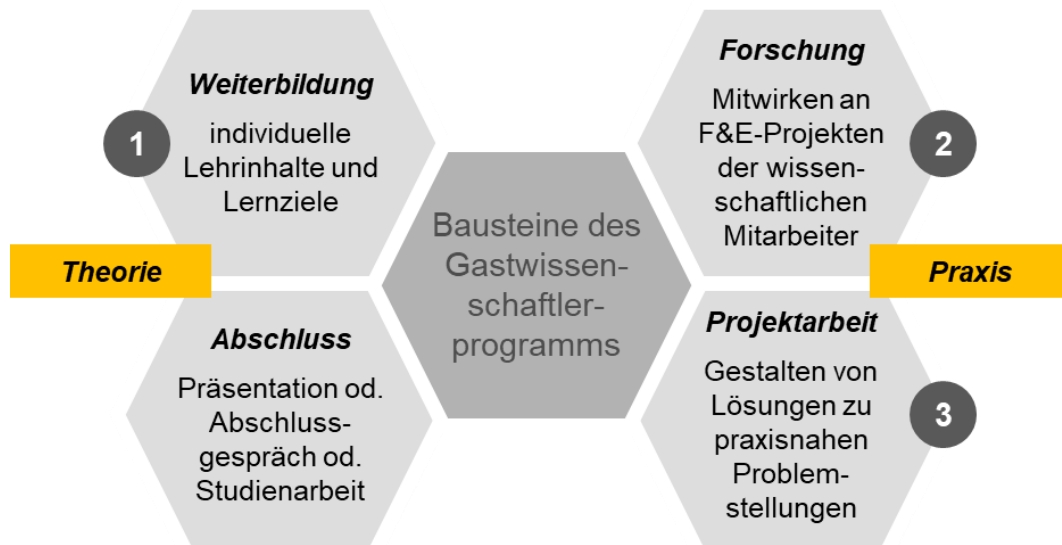 Weiterbildung
individuelle
Lehrinhalte und
Lernziele
1
Forschung
Mitwirken an
F&E-Projekten
der wissen-
schaftlichen
Mitarbeiter
2
Bausteine des
Gastwissen-
schaftler-
programms
Theorie
Praxis
Abschluss
Präsentation od.
Abschluss-
gespräch od.
Studienarbeit
Projektarbeit
Gestalten von
Lösungen zu
praxisnahen
Problem-
stellungen
3